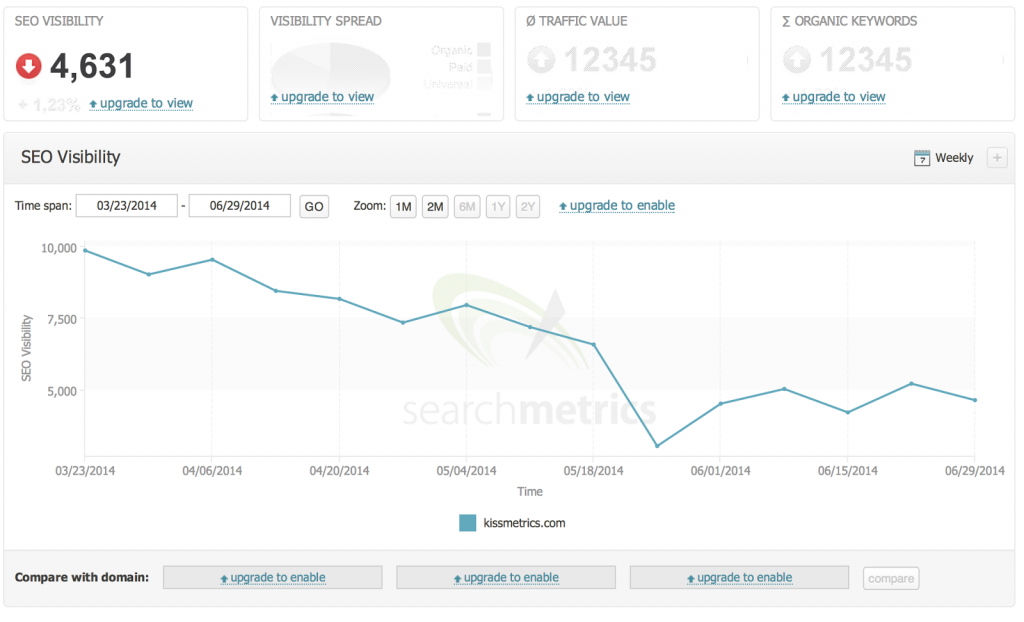 SEO VISIBILITY
4,631
+ 1,23% upgrade to view
VISIBILITY SPREAD
Organic
Paid
Universal
upgrade to view
Ø TRAFFIC VALUE
12345
upgrade to view
Σ ORGANIC KEYWORDS
12345
upgrade to view
SEO Visibility
7 Weekly +
Time span: 03/23/2014 - 06/29/2014 GO Zoom: 1M 2M 6M 1Y 2Y upgrade to enable
10,000
7,500
5,000
SEO Visibility
searchmetrics
03/23/2014 04/06/2014 04/20/2014 05/04/2014 05/18/2014 06/01/2014 06/15/2014 06/29/2014
Time
kissmetrics.com
Compare with domain: upgrade to enable upgrade to enable upgrade to enable compare